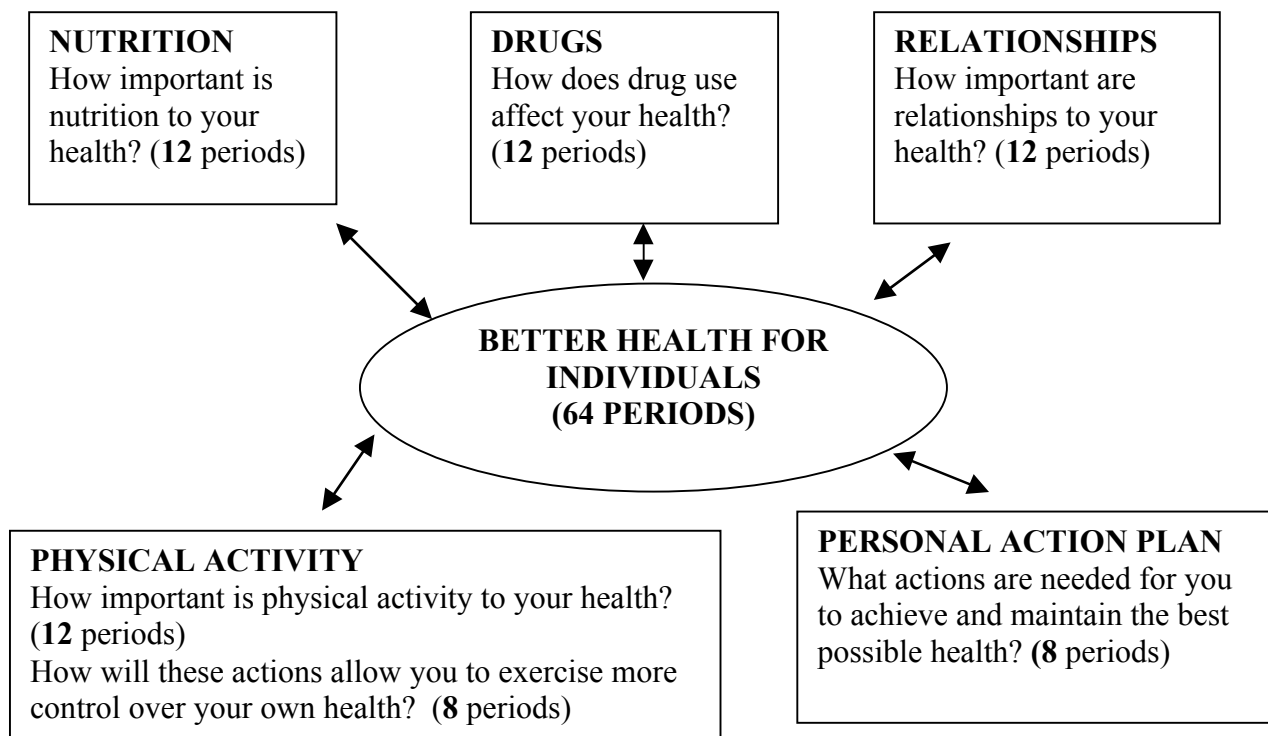 NUTRITION
How important is
nutrition to your
health? (12 periods)
DRUGS
How does drug use
affect your health?
(12 periods)
RELATIONSHIPS
How important are
relationships to your
health? (12 periods)
BETTER HEALTH FOR
INDIVIDUALS
(64 PERIODS)
PHYSICAL ACTIVITY
How important is physical activity to your health?
(12 periods)
How will these actions allow you to exercise more
control over your own health? (8 periods)
PERSONAL ACTION PLAN
What actions are needed for you
to achieve and maintain the best
possible health? (8 periods)